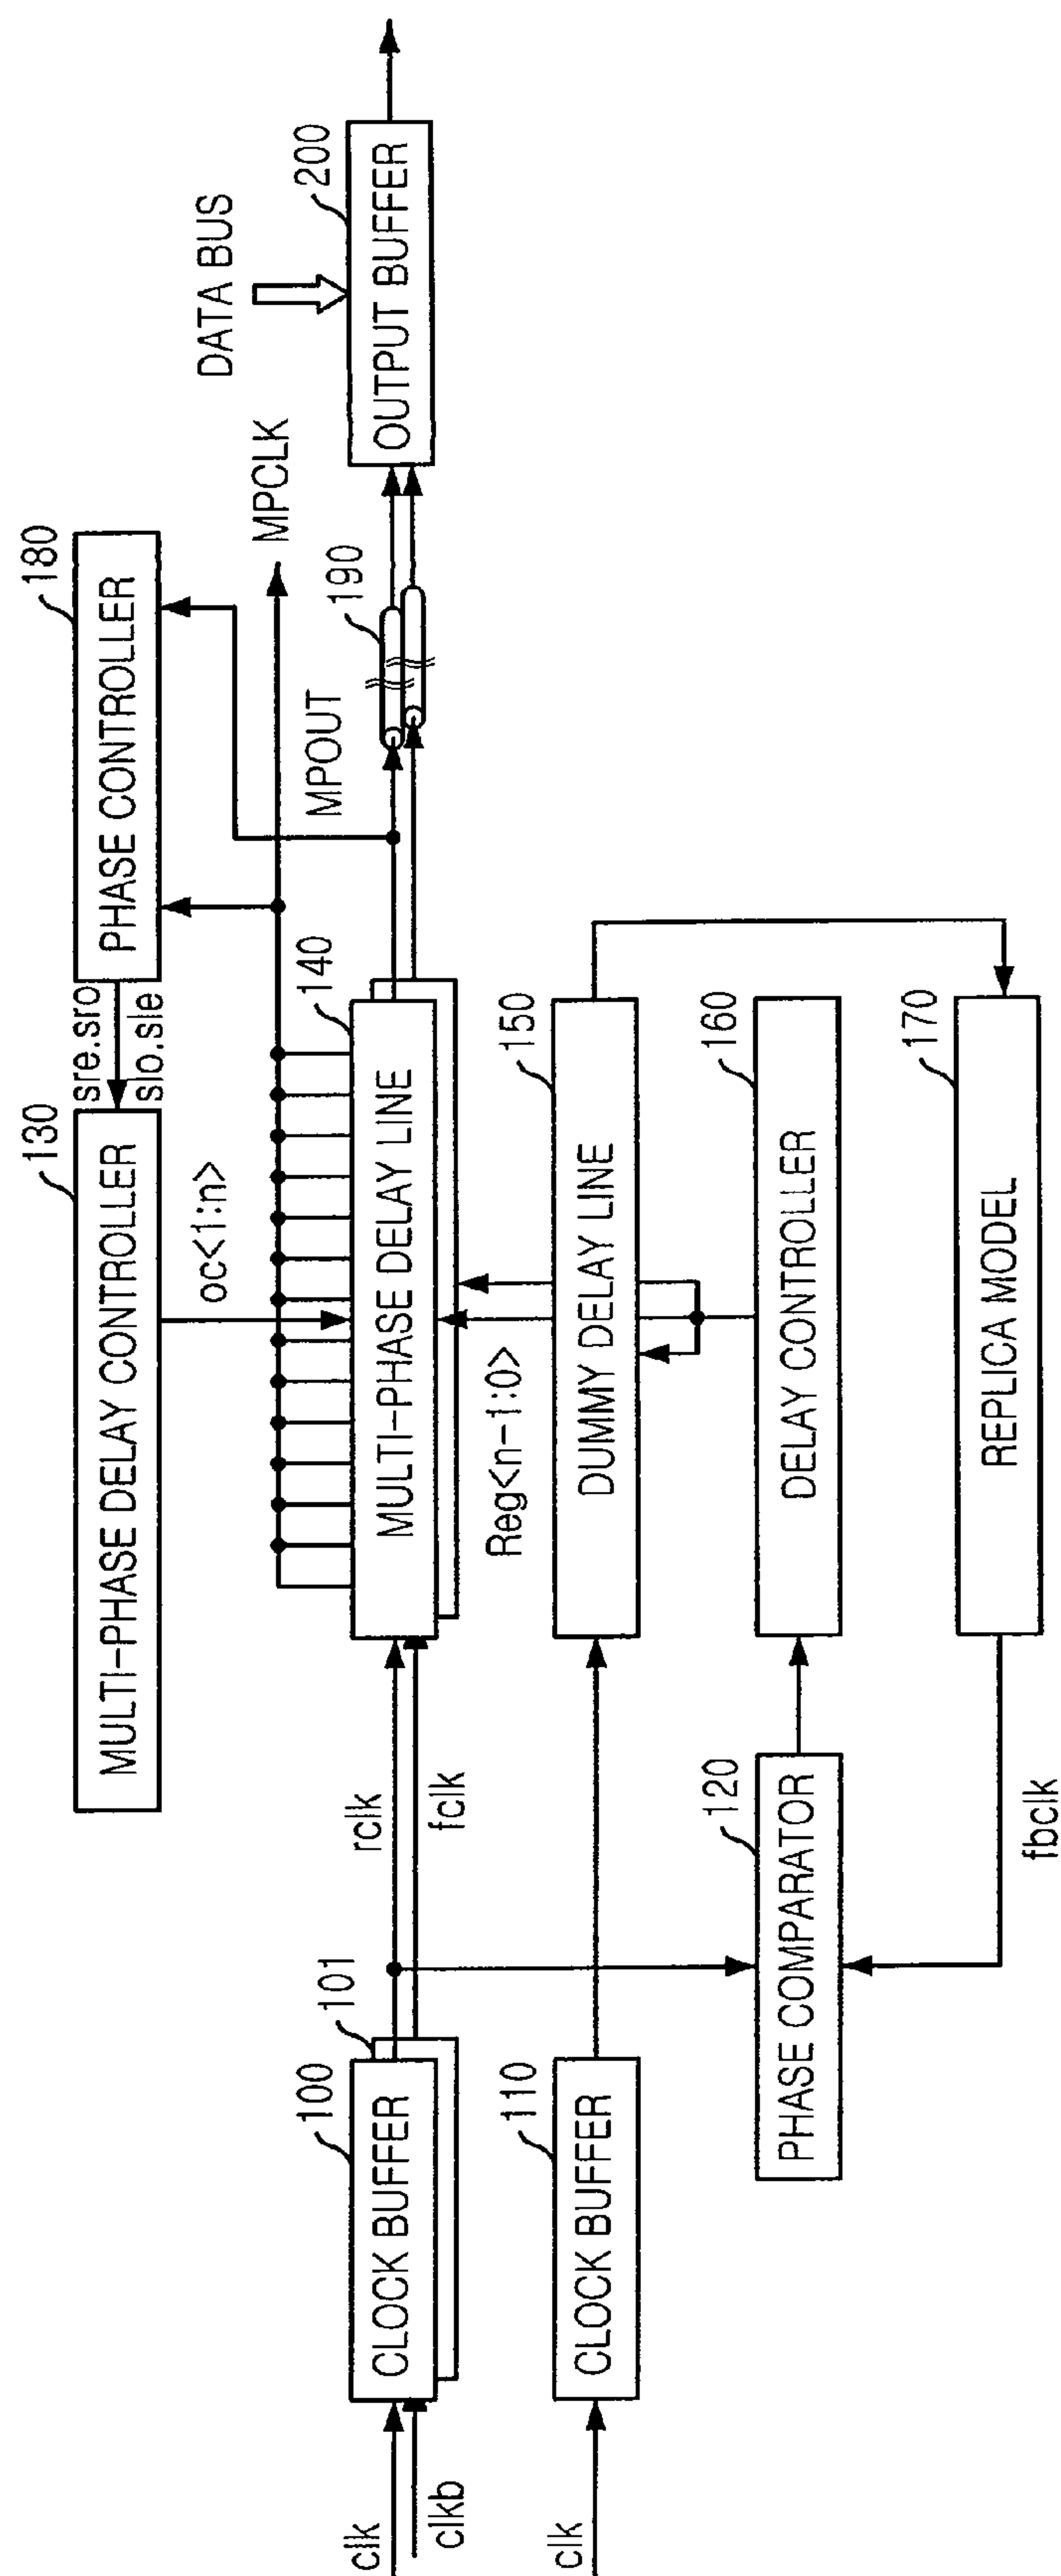 130
MULTI-PHASE DELAY CONTROLLER
sre.sro
slo.sle
180
PHASE CONTROLLER
oc<1:n>
MPCLK
DATA BUS
clk
clkb
100
101
CLOCK BUFFER
rclk
fclk
140
MULTI-PHASE DELAY LINE
MPOUT
190
200
OUTPUT BUFFER
Reg<n-1:0>
clk
110
CLOCK BUFFER
150
DUMMY DELAY LINE
120
PHASE COMPARATOR
160
DELAY CONTROLLER
170
REPLICA MODEL
fbclk